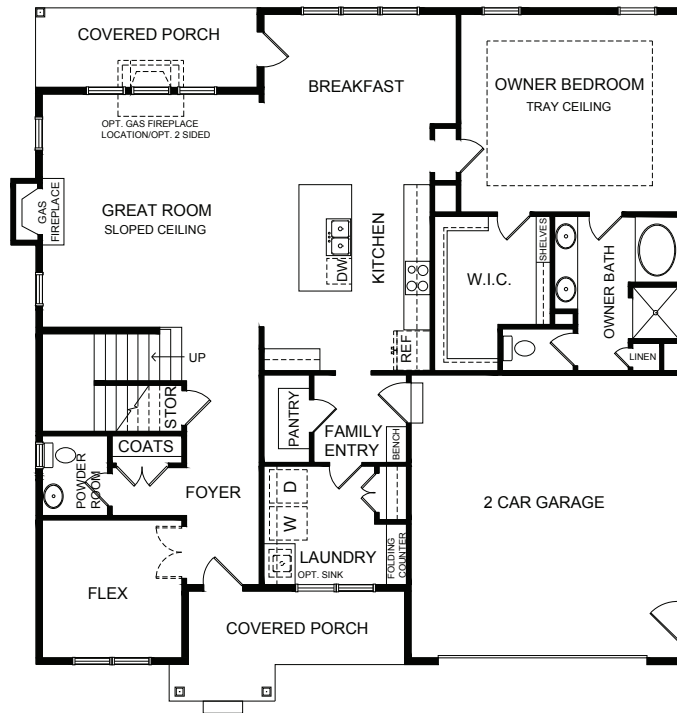 COVERED PORCH
BREAKFAST
OWNER BEDROOM
TRAY CEILING
OPT. GAS FIREPLACE
LOCATION/OPT. 2 SIDED
GAS
FIREPLACE
GREAT ROOM
SLOPED CEILING
DW
KITCHEN
REF
W.I.C.
SHELVES
OWNER BATH
LINEN
UP
STOR
COATS
PANTRY
FAMILY
ENTRY
BENCH
POWDER
ROOM
FOYER
D
W
LAUNDRY
OPT. SINK
FOLDING
COUNTER
2 CAR GARAGE
FLEX
COVERED PORCH